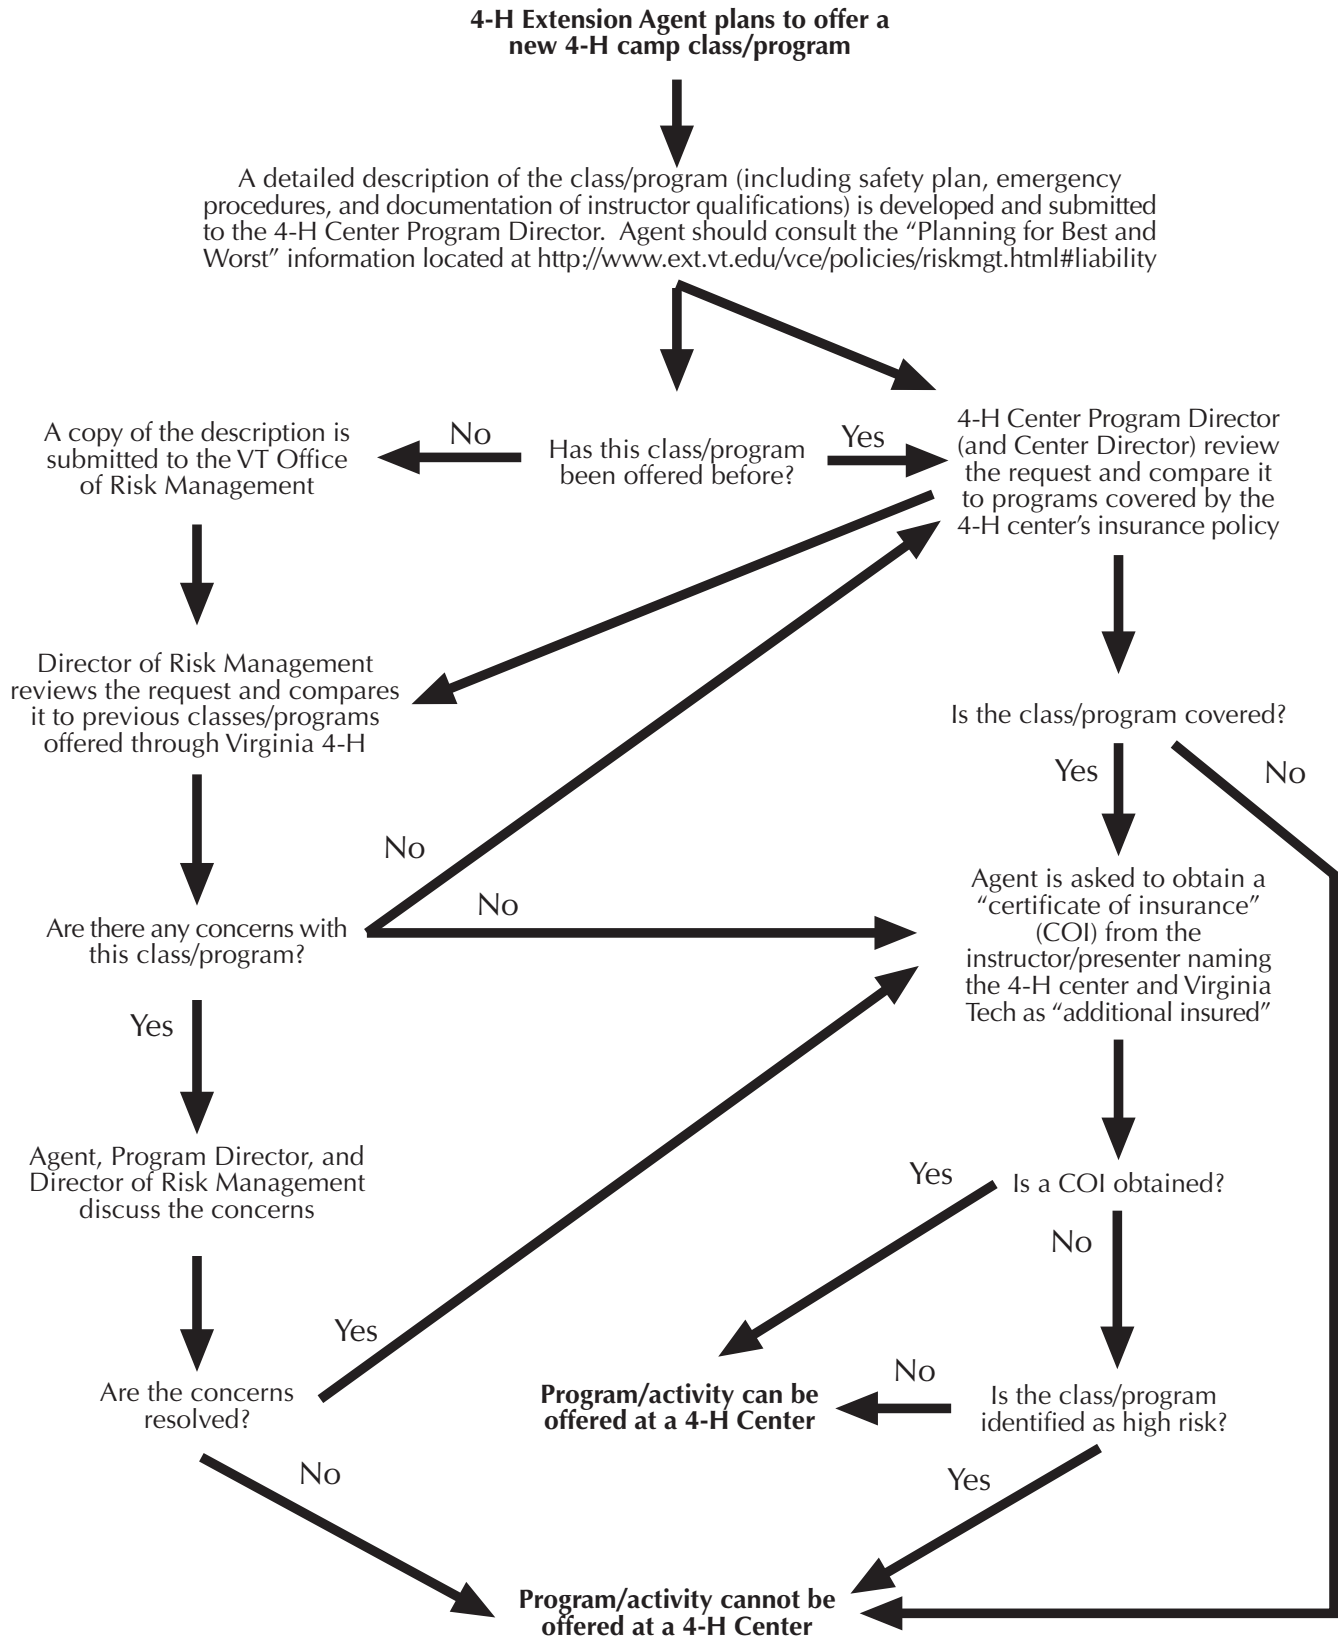 4-H Extension Agent plans to offer a
new 4-H camp class/program
A detailed description of the class/program (including safety plan, emergency
procedures, and documentation of instructor qualifications) is developed and submitted
to the 4-H Center Program Director.  Agent should consult the “Planning for Best and
Worst” information located at http://www.ext.vt.edu/vce/policies/riskmgt.html#liability
A copy of the description is
submitted to the VT Office
of Risk Management
No
Has this class/program
been offered before?
Yes
4-H Center Program Director
(and Center Director) review
the request and compare it
to programs covered by the
4-H center’s insurance policy
Director of Risk Management
reviews the request and compares
it to previous classes/programs
offered through Virginia 4-H
Is the class/program covered?
Yes
No
No
No
Are there any concerns with
this class/program?
Agent is asked to obtain a
“certificate of insurance”
(COI) from the
instructor/presenter naming
the 4-H center and Virginia
Tech as “additional insured”
Yes
Agent, Program Director, and
Director of Risk Management
discuss the concerns
Yes
Is a COI obtained?
No
Yes
Are the concerns
resolved?
Program/activity can be
offered at a 4-H Center
No
Is the class/program
identified as high risk?
No
Yes
Program/activity cannot be
offered at a 4-H Center